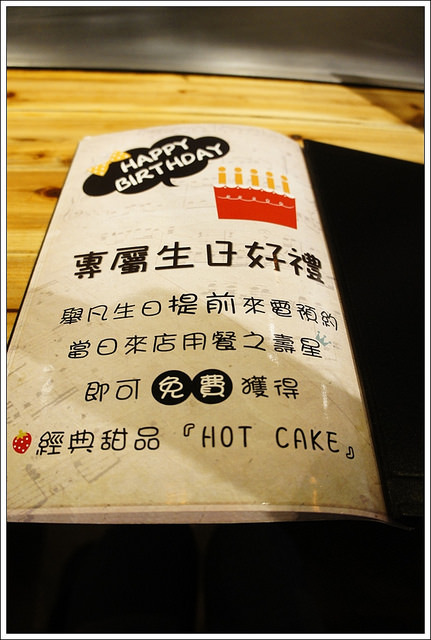 HAPPY
BIRTHDAY
專屬生日好禮
舉凡生日提前來電預約
當日來店用餐之壽星
即可免費獲得
經典甜品『HOT CAKE』